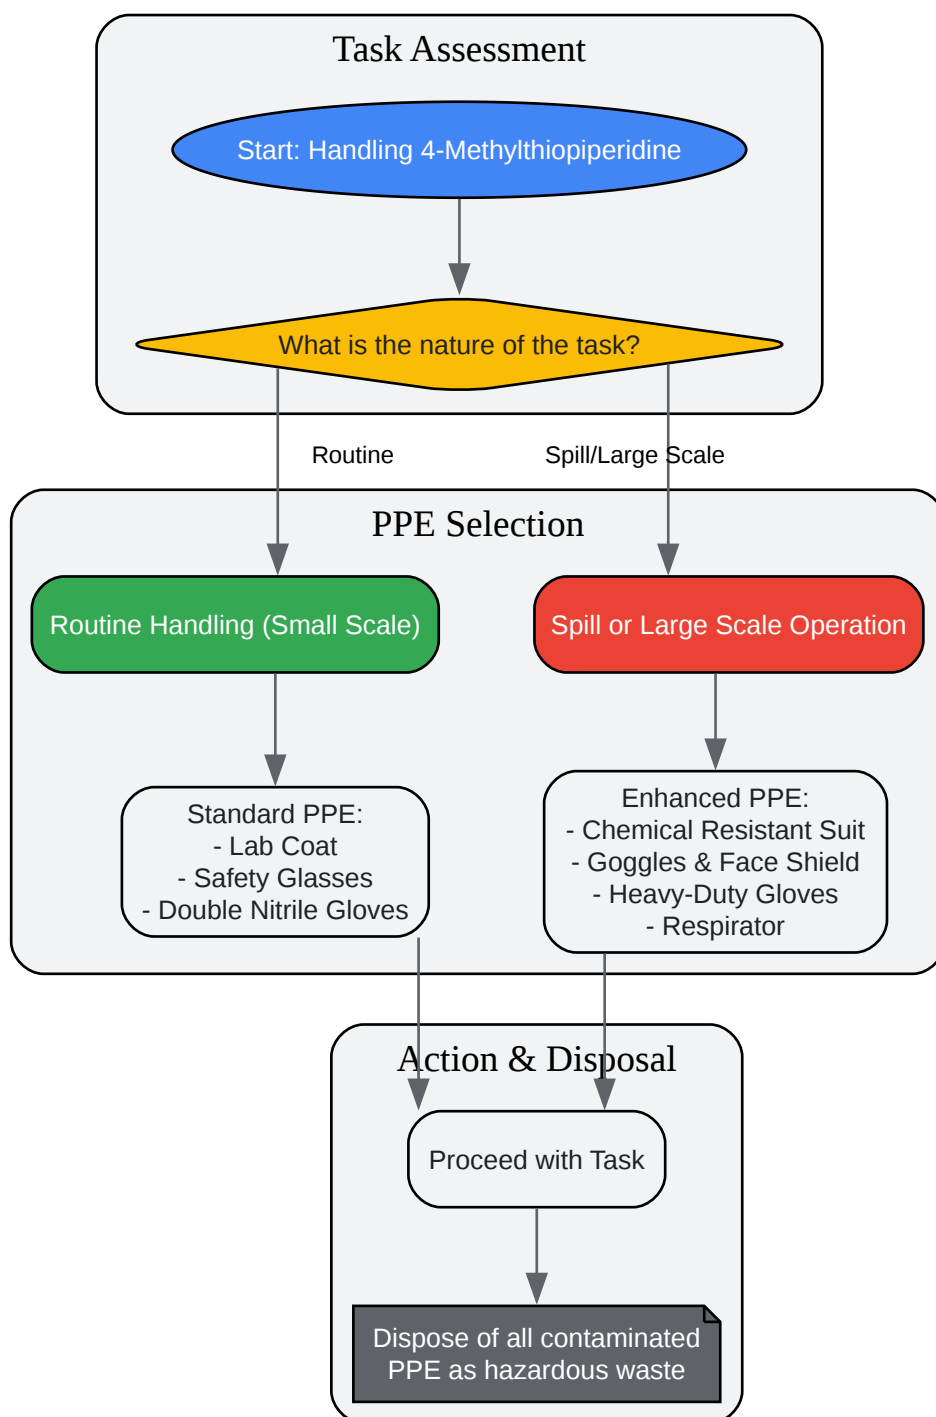 Task Assessment
Start: Handling 4-Methylthiopiperidine
What is the nature of the task?
Routine
Spill/Large Scale
PPE Selection
Routine Handling (Small Scale)
Spill or Large Scale Operation
Standard PPE:
- Lab Coat
- Safety Glasses
- Double Nitrile Gloves
Enhanced PPE:
- Chemical Resistant Suit
- Goggles & Face Shield
- Heavy-Duty Gloves
- Respirator
Action & Disposal
Proceed with Task
Dispose of all contaminated
PPE as hazardous waste